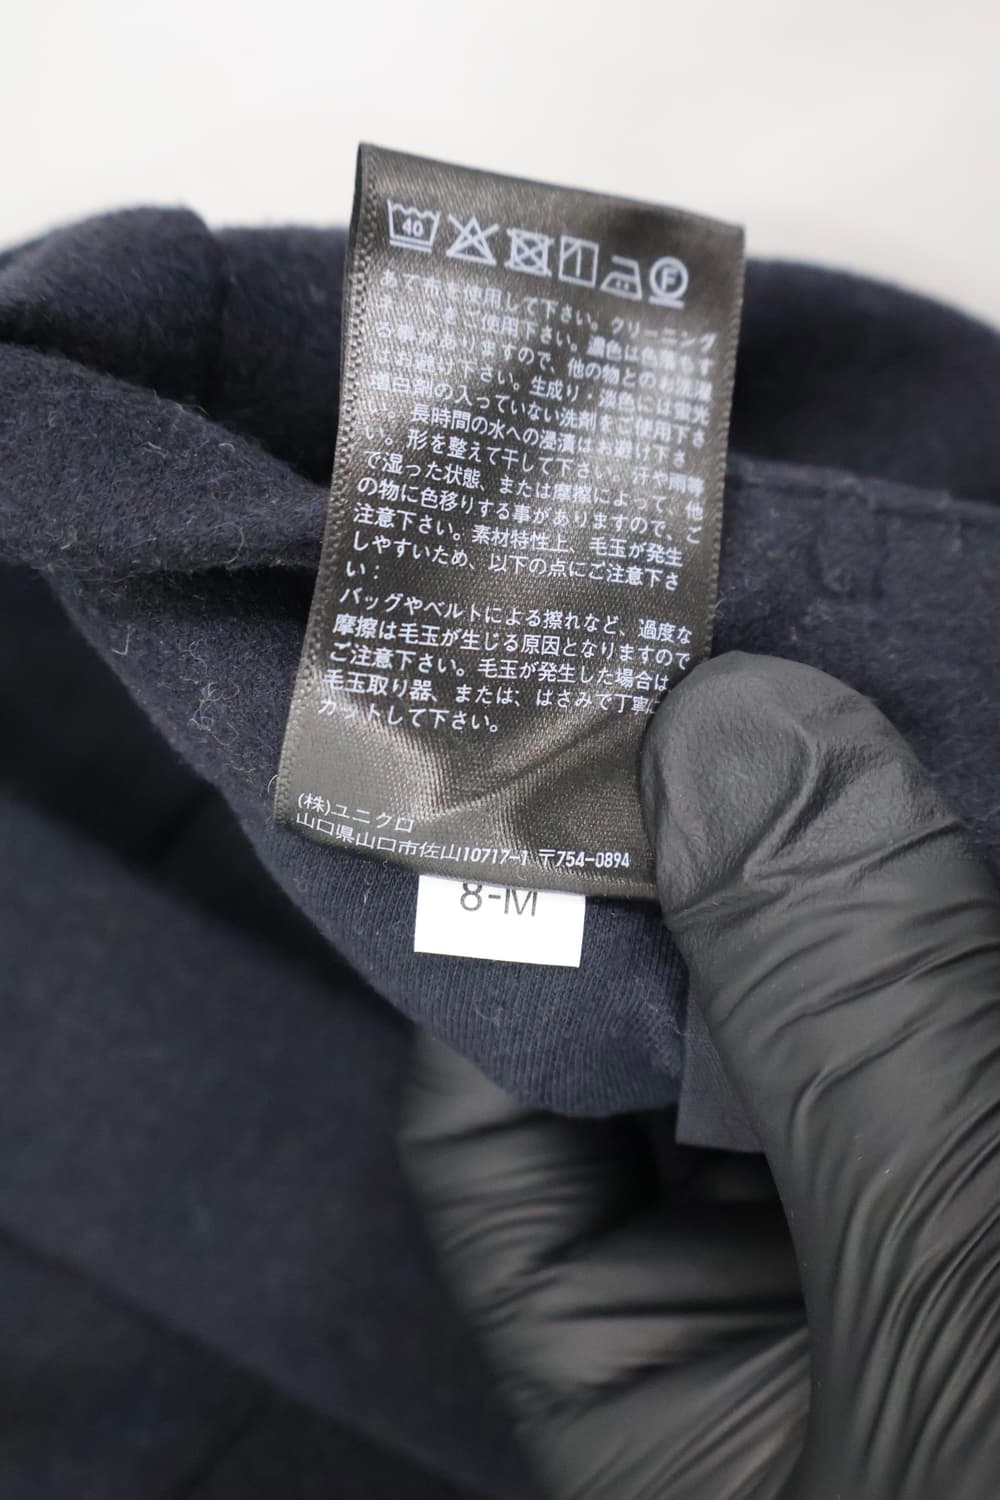 40
F
あて布を使用して下さい。クリーニング
ネットをご使用下さい。濃色は色落ちす
る事がありますので、他の物とのお洗濯
はお避け下さい。生成り・淡色には蛍光
増白剤の入っていない洗剤をご使用下さ
い。長時間の水への浸漬はお避け下さ
い。形を整えて干して下さい。汗や雨等
で湿った状態、または摩擦によって、他
の物に色移りする事がありますので、ご
注意下さい。素材特性上、毛玉が発生
しやすいため、以下の点にご注意下さ
い：
バッグやベルトによる擦れなど、過度な
摩擦は毛玉が生じる原因となりますので
ご注意下さい。毛玉が発生した場合は、
毛玉取り器、または、はさみで丁寧に
カットして下さい。
(株)ユニクロ
山口県山口市佐山10717-1 〒754-0894
8-M